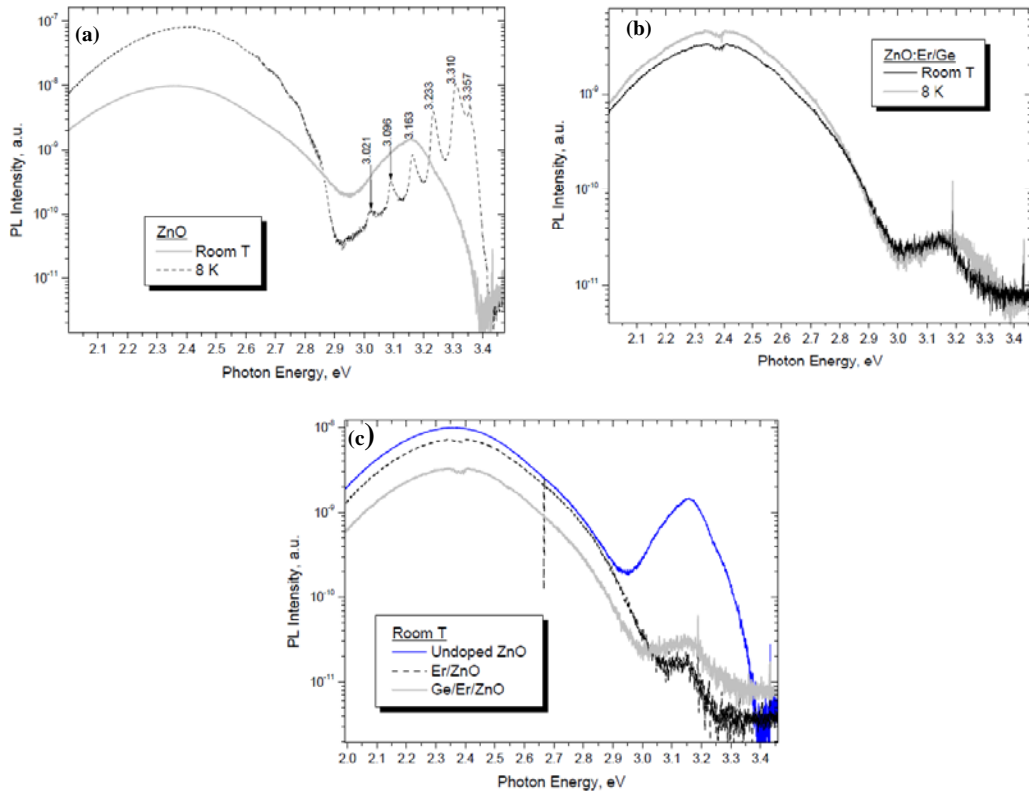 (a)
10⁻⁷
10⁻⁸
10⁻⁹
10⁻¹⁰
10⁻¹¹
PL Intensity, a.u.
3.021
3.096
3.163
3.233
3.310
3.357
ZnO
Room T
8 K
2.1 2.2 2.3 2.4 2.5 2.6 2.7 2.8 2.9 3.0 3.1 3.2 3.3 3.4
Photon Energy, eV
(b)
10⁻⁹
10⁻¹⁰
10⁻¹¹
PL Intensity, a.u.
ZnO:Er/Ge
Room T
8 K
2.1 2.2 2.3 2.4 2.5 2.6 2.7 2.8 2.9 3.0 3.1 3.2 3.3 3.4
Photon Energy, eV
(c)
10⁻⁸
10⁻⁹
10⁻¹⁰
10⁻¹¹
PL Intensity, a.u.
Room T
Undoped ZnO
Er/ZnO
Ge/Er/ZnO
2.0 2.1 2.2 2.3 2.4 2.5 2.6 2.7 2.8 2.9 3.0 3.1 3.2 3.3 3.4
Photon Energy, eV